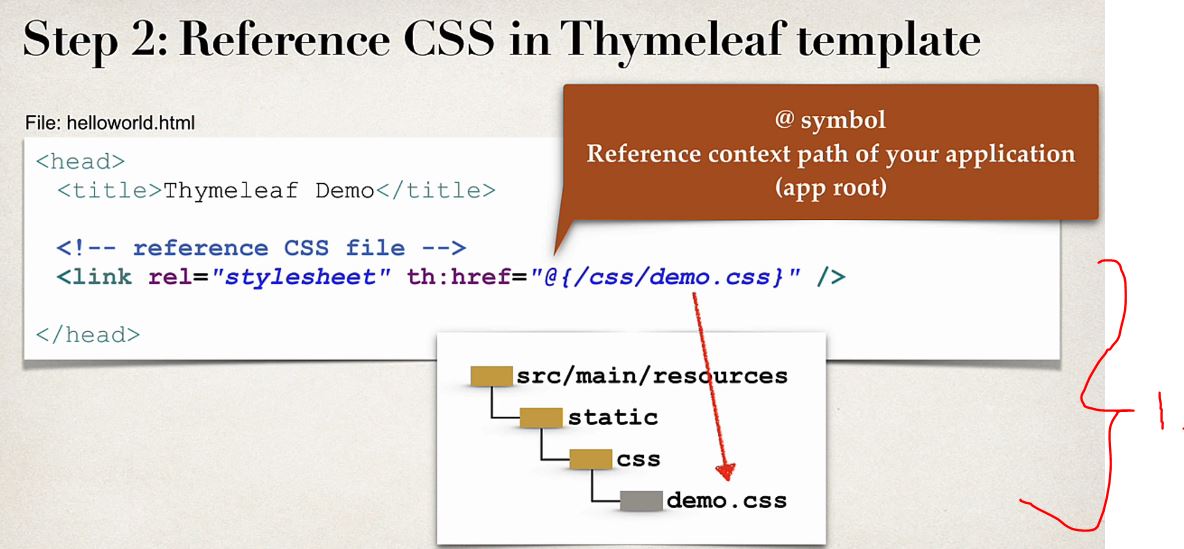 Step 2: Reference CSS in Thymeleaf template
@ symbol
Reference context path of your application
(app root)
File: helloworld.html
<head>
<title>Thymeleaf Demo</title>
<!-- reference CSS file -->
<link rel="stylesheet" th:href="@{/css/demo.css}" />
</head>
src/main/resources
static
css
demo.css
1.